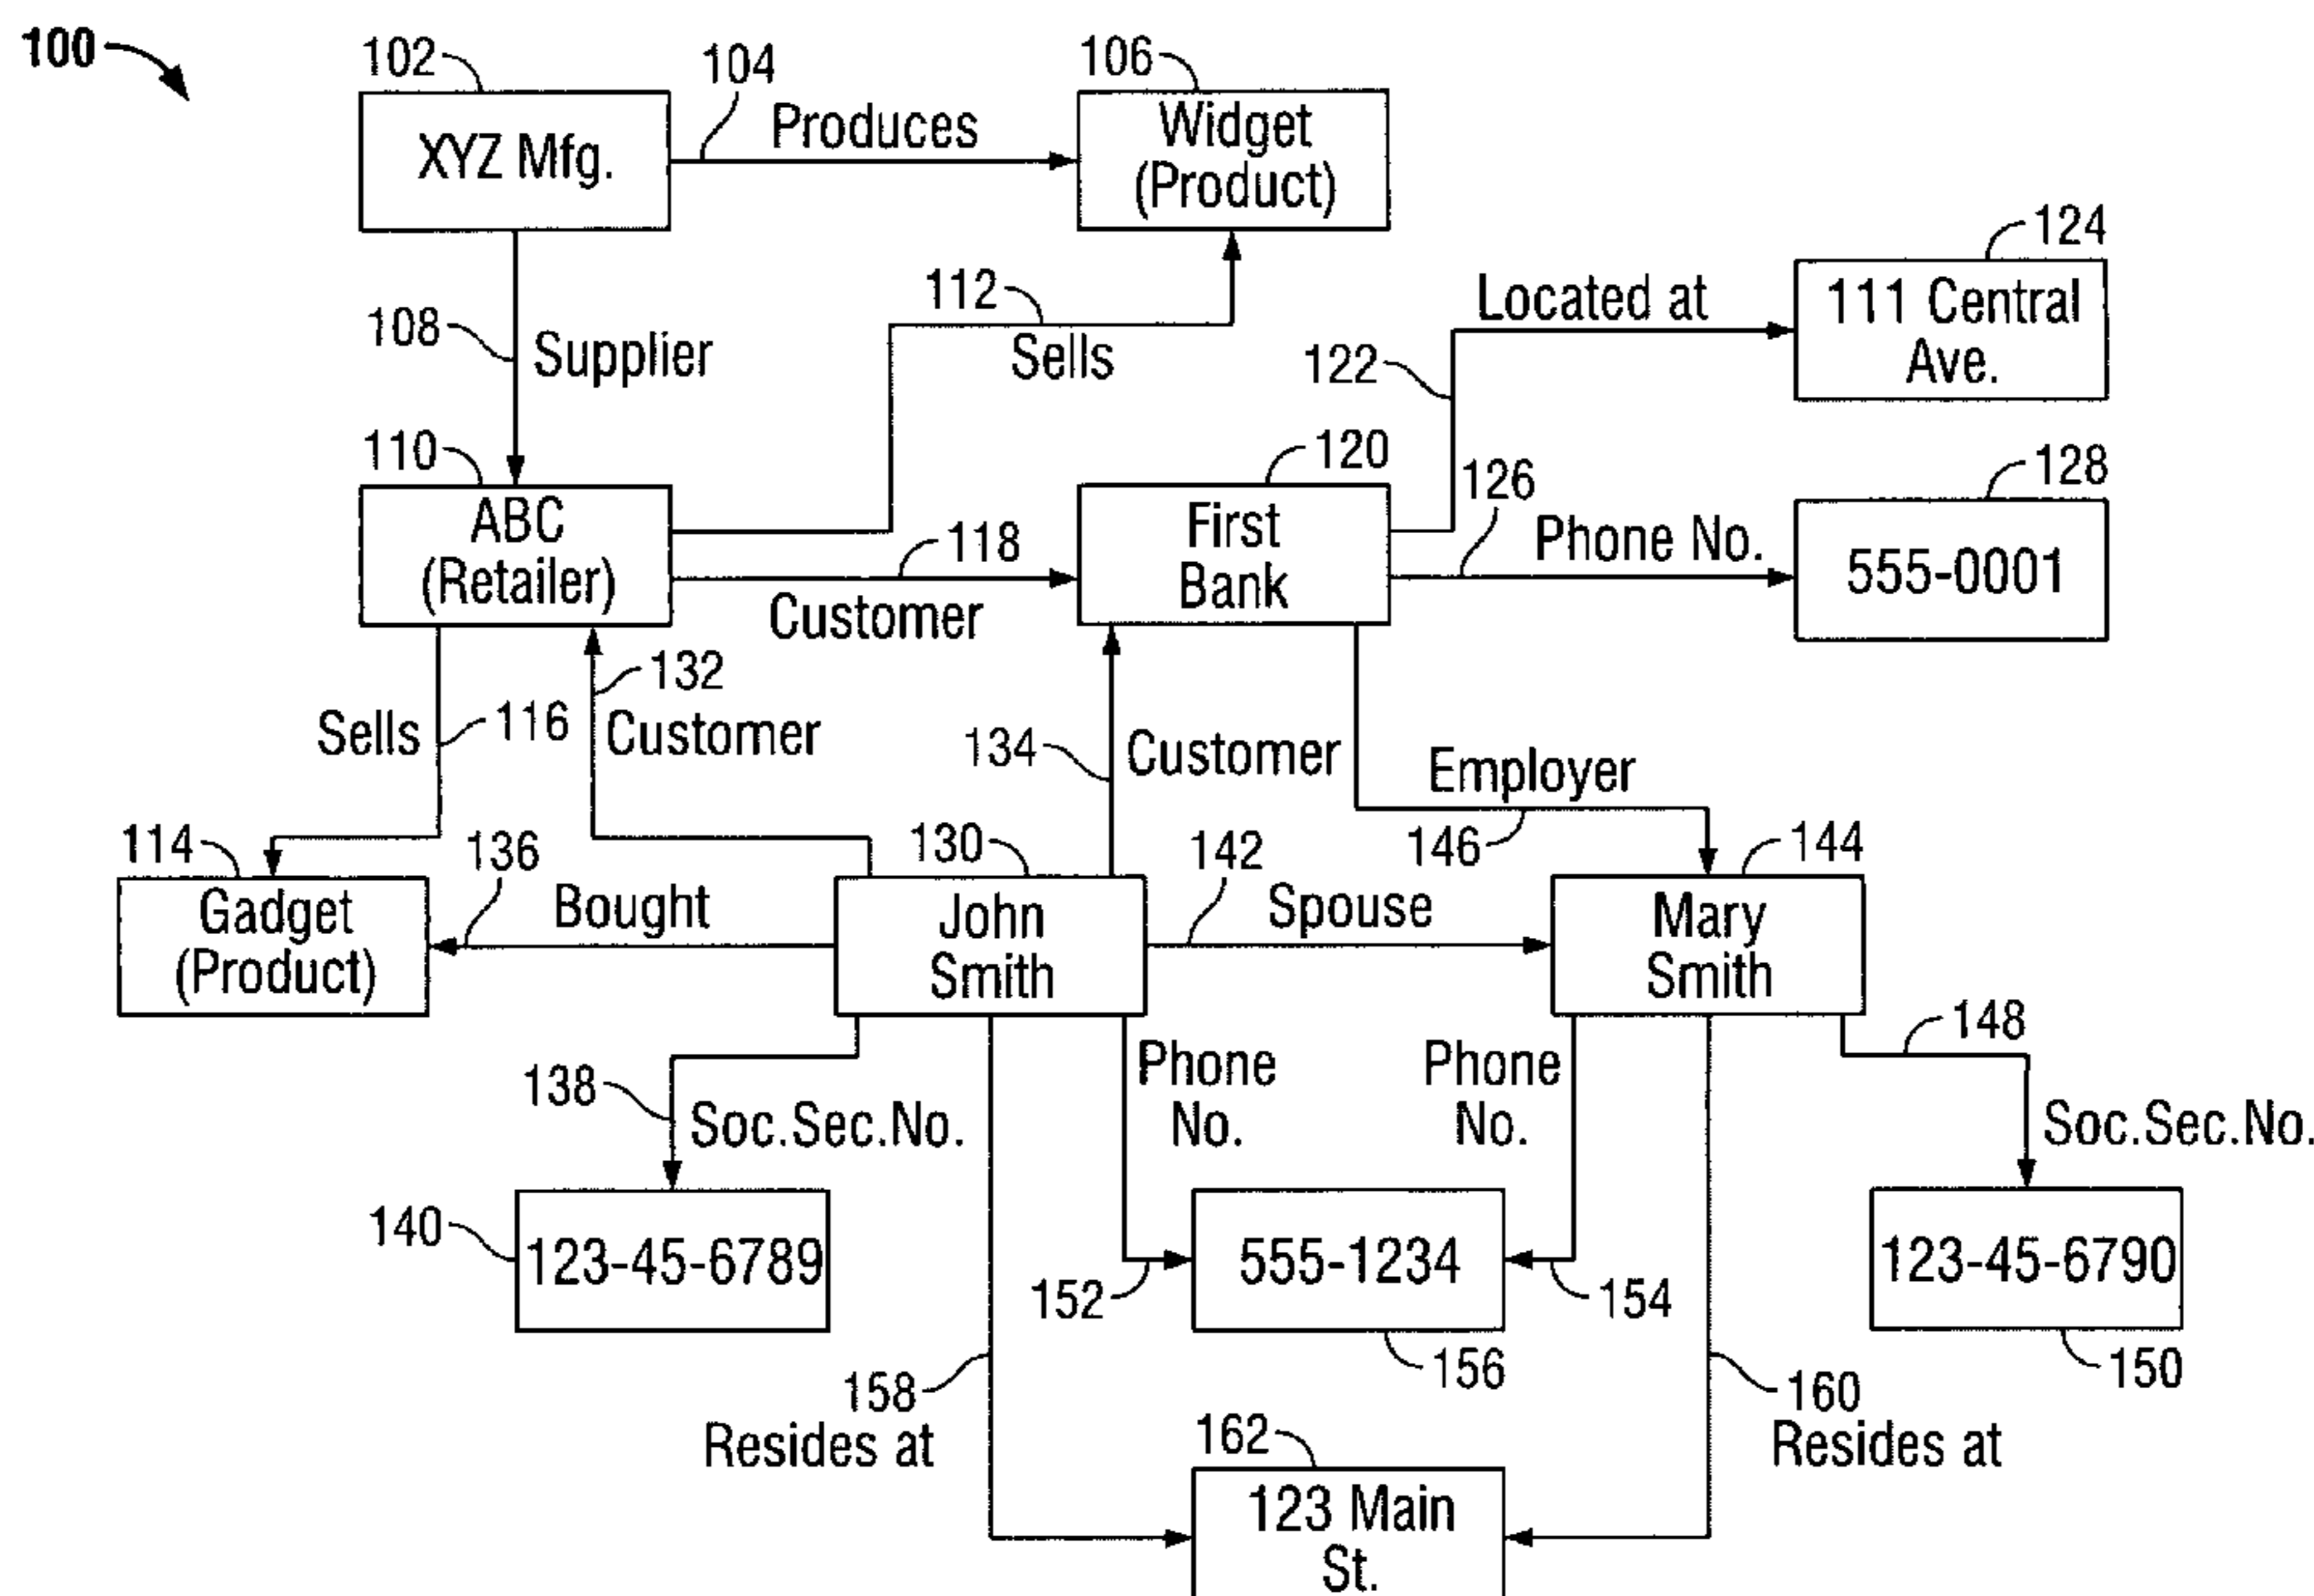 100
102
104
106
XYZ Mfg.
Produces
Widget
(Product)
124
112
Located at
111 Central
Ave.
108
Supplier
Sells
122
110
120
126
128
ABC
(Retailer)
118
First
Bank
Phone No.
555-0001
Customer
132
Sells
116
Customer
134
Customer
Employer
114
136
130
142
146
144
Gadget
(Product)
Bought
John
Smith
Spouse
Mary
Smith
148
138
Soc.Sec.No.
Phone
No.
Phone
No.
Soc.Sec.No.
140
123-45-6789
555-1234
123-45-6790
152
154
158
Resides at
156
160
Resides at
150
162
123 Main
St.